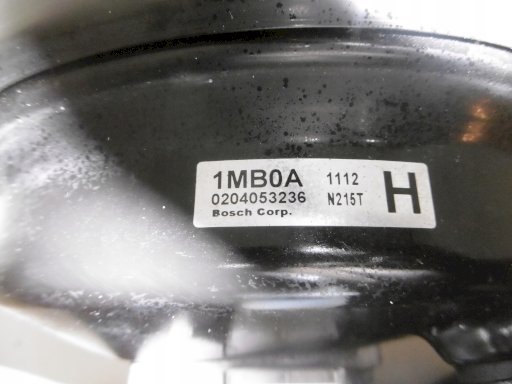 1MB0A 1112 H
0204053236 N215T
Bosch Corp.